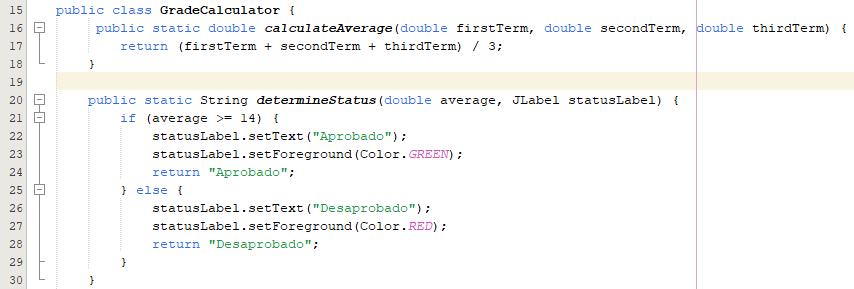 15 public class GradeCalculator {
16 public static double calculateAverage(double firstTerm, double secondTerm, double thirdTerm) {
17 return (firstTerm + secondTerm + thirdTerm) / 3;
18 }
19
20 public static String determineStatus(double average, JLabel statusLabel) {
21 if (average >= 14) {
22 statusLabel.setText("Aprobado");
23 statusLabel.setForeground(Color.GREEN);
24 return "Aprobado";
25 } else {
26 statusLabel.setText("Desaprobado");
27 statusLabel.setForeground(Color.RED);
28 return "Desaprobado";
29 }
30 }